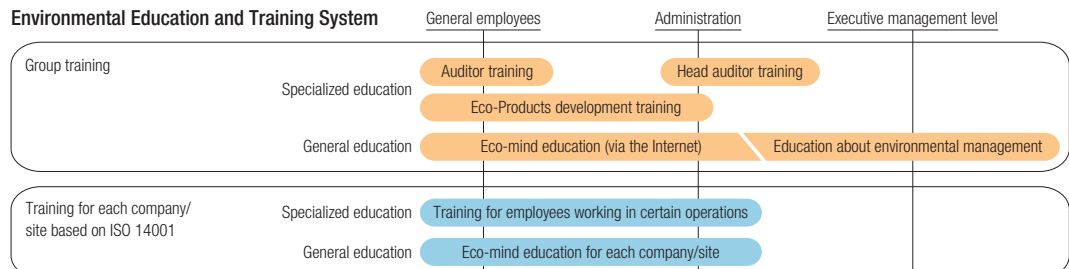 Environmental Education and Training System
General employees
Administration
Executive management level
Group training
Specialized education
Auditor training
Head auditor training
Eco-Products development training
General education
Eco-mind education (via the Internet)
Education about environmental management
Training for each company/
site based on ISO 14001
Specialized education
Training for employees working in certain operations
General education
Eco-mind education for each company/site